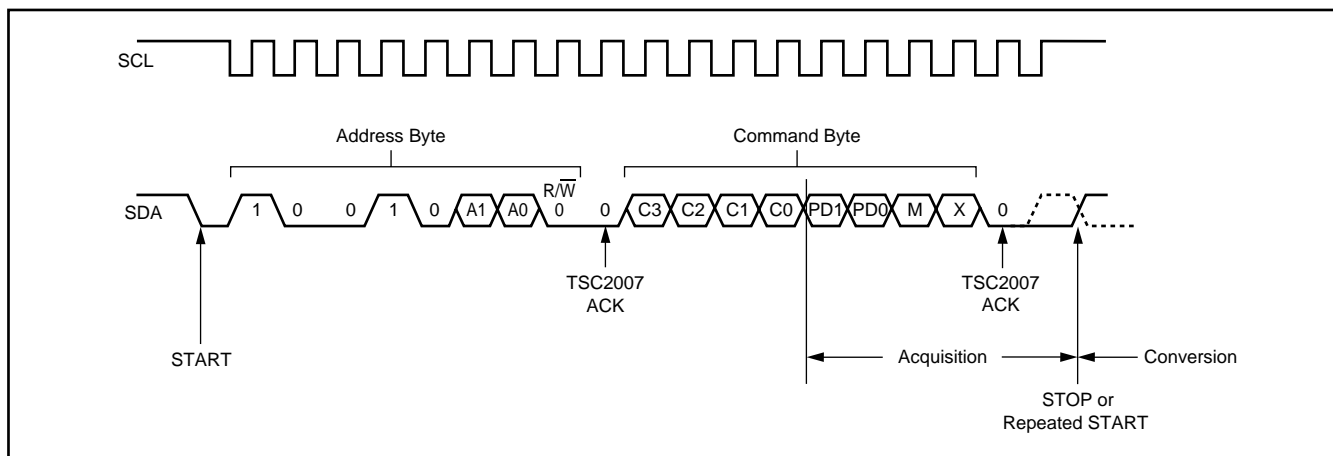 SCL
Address Byte
Command Byte
R/W̅
SDA
1 0 0 1 0 A1 A0 0 0 C3 C2 C1 C0 PD1 PD0 M X 0
TSC2007
ACK
TSC2007
ACK
START
Acquisition
Conversion
STOP or
Repeated START